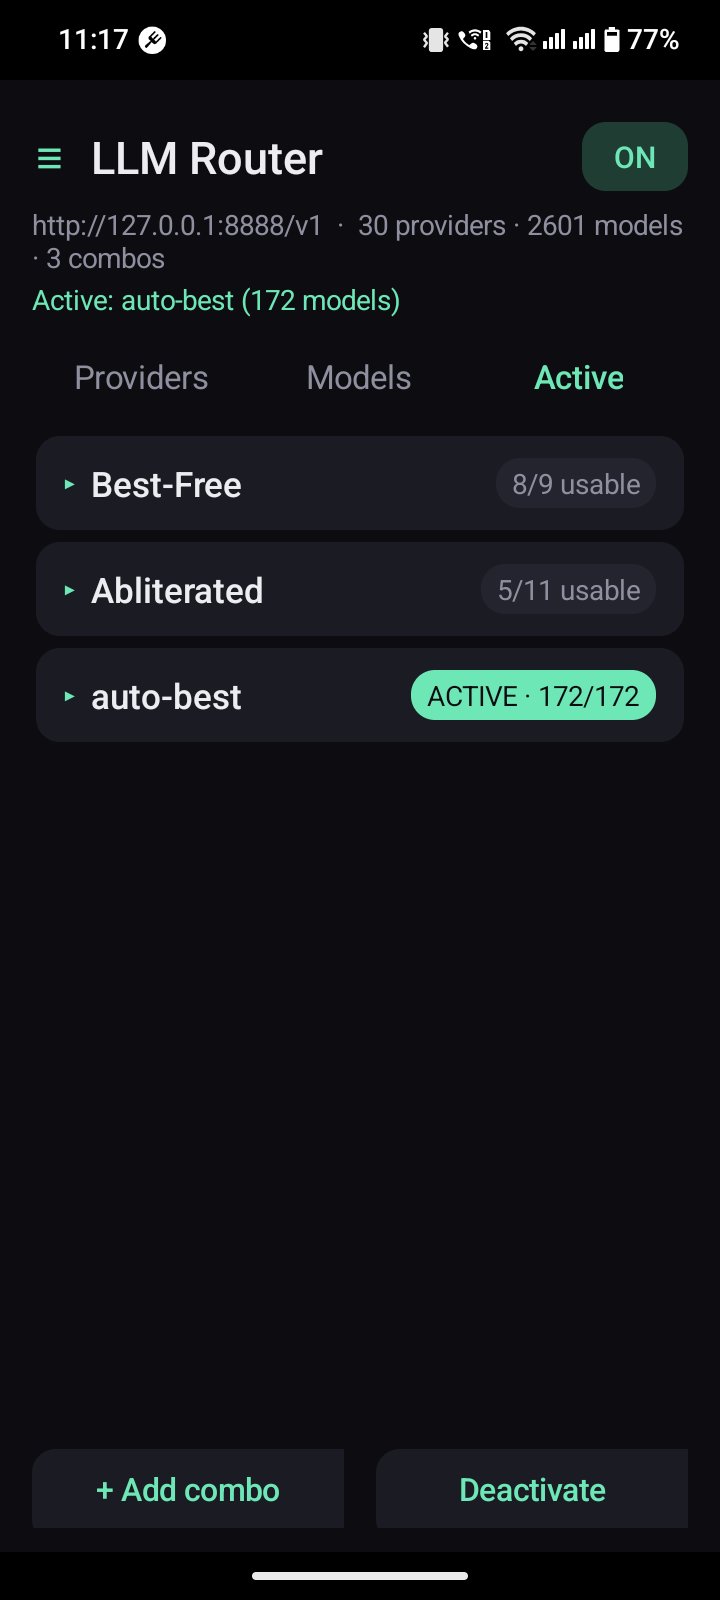 11:17 77%
LLM Router ON
http://127.0.0.1:8888/v1 · 30 providers · 2601 models
· 3 combos
Active: auto-best (172 models)
Providers Models Active
Best-Free 8/9 usable
Abliterated 5/11 usable
auto-best ACTIVE · 172/172
+ Add combo Deactivate